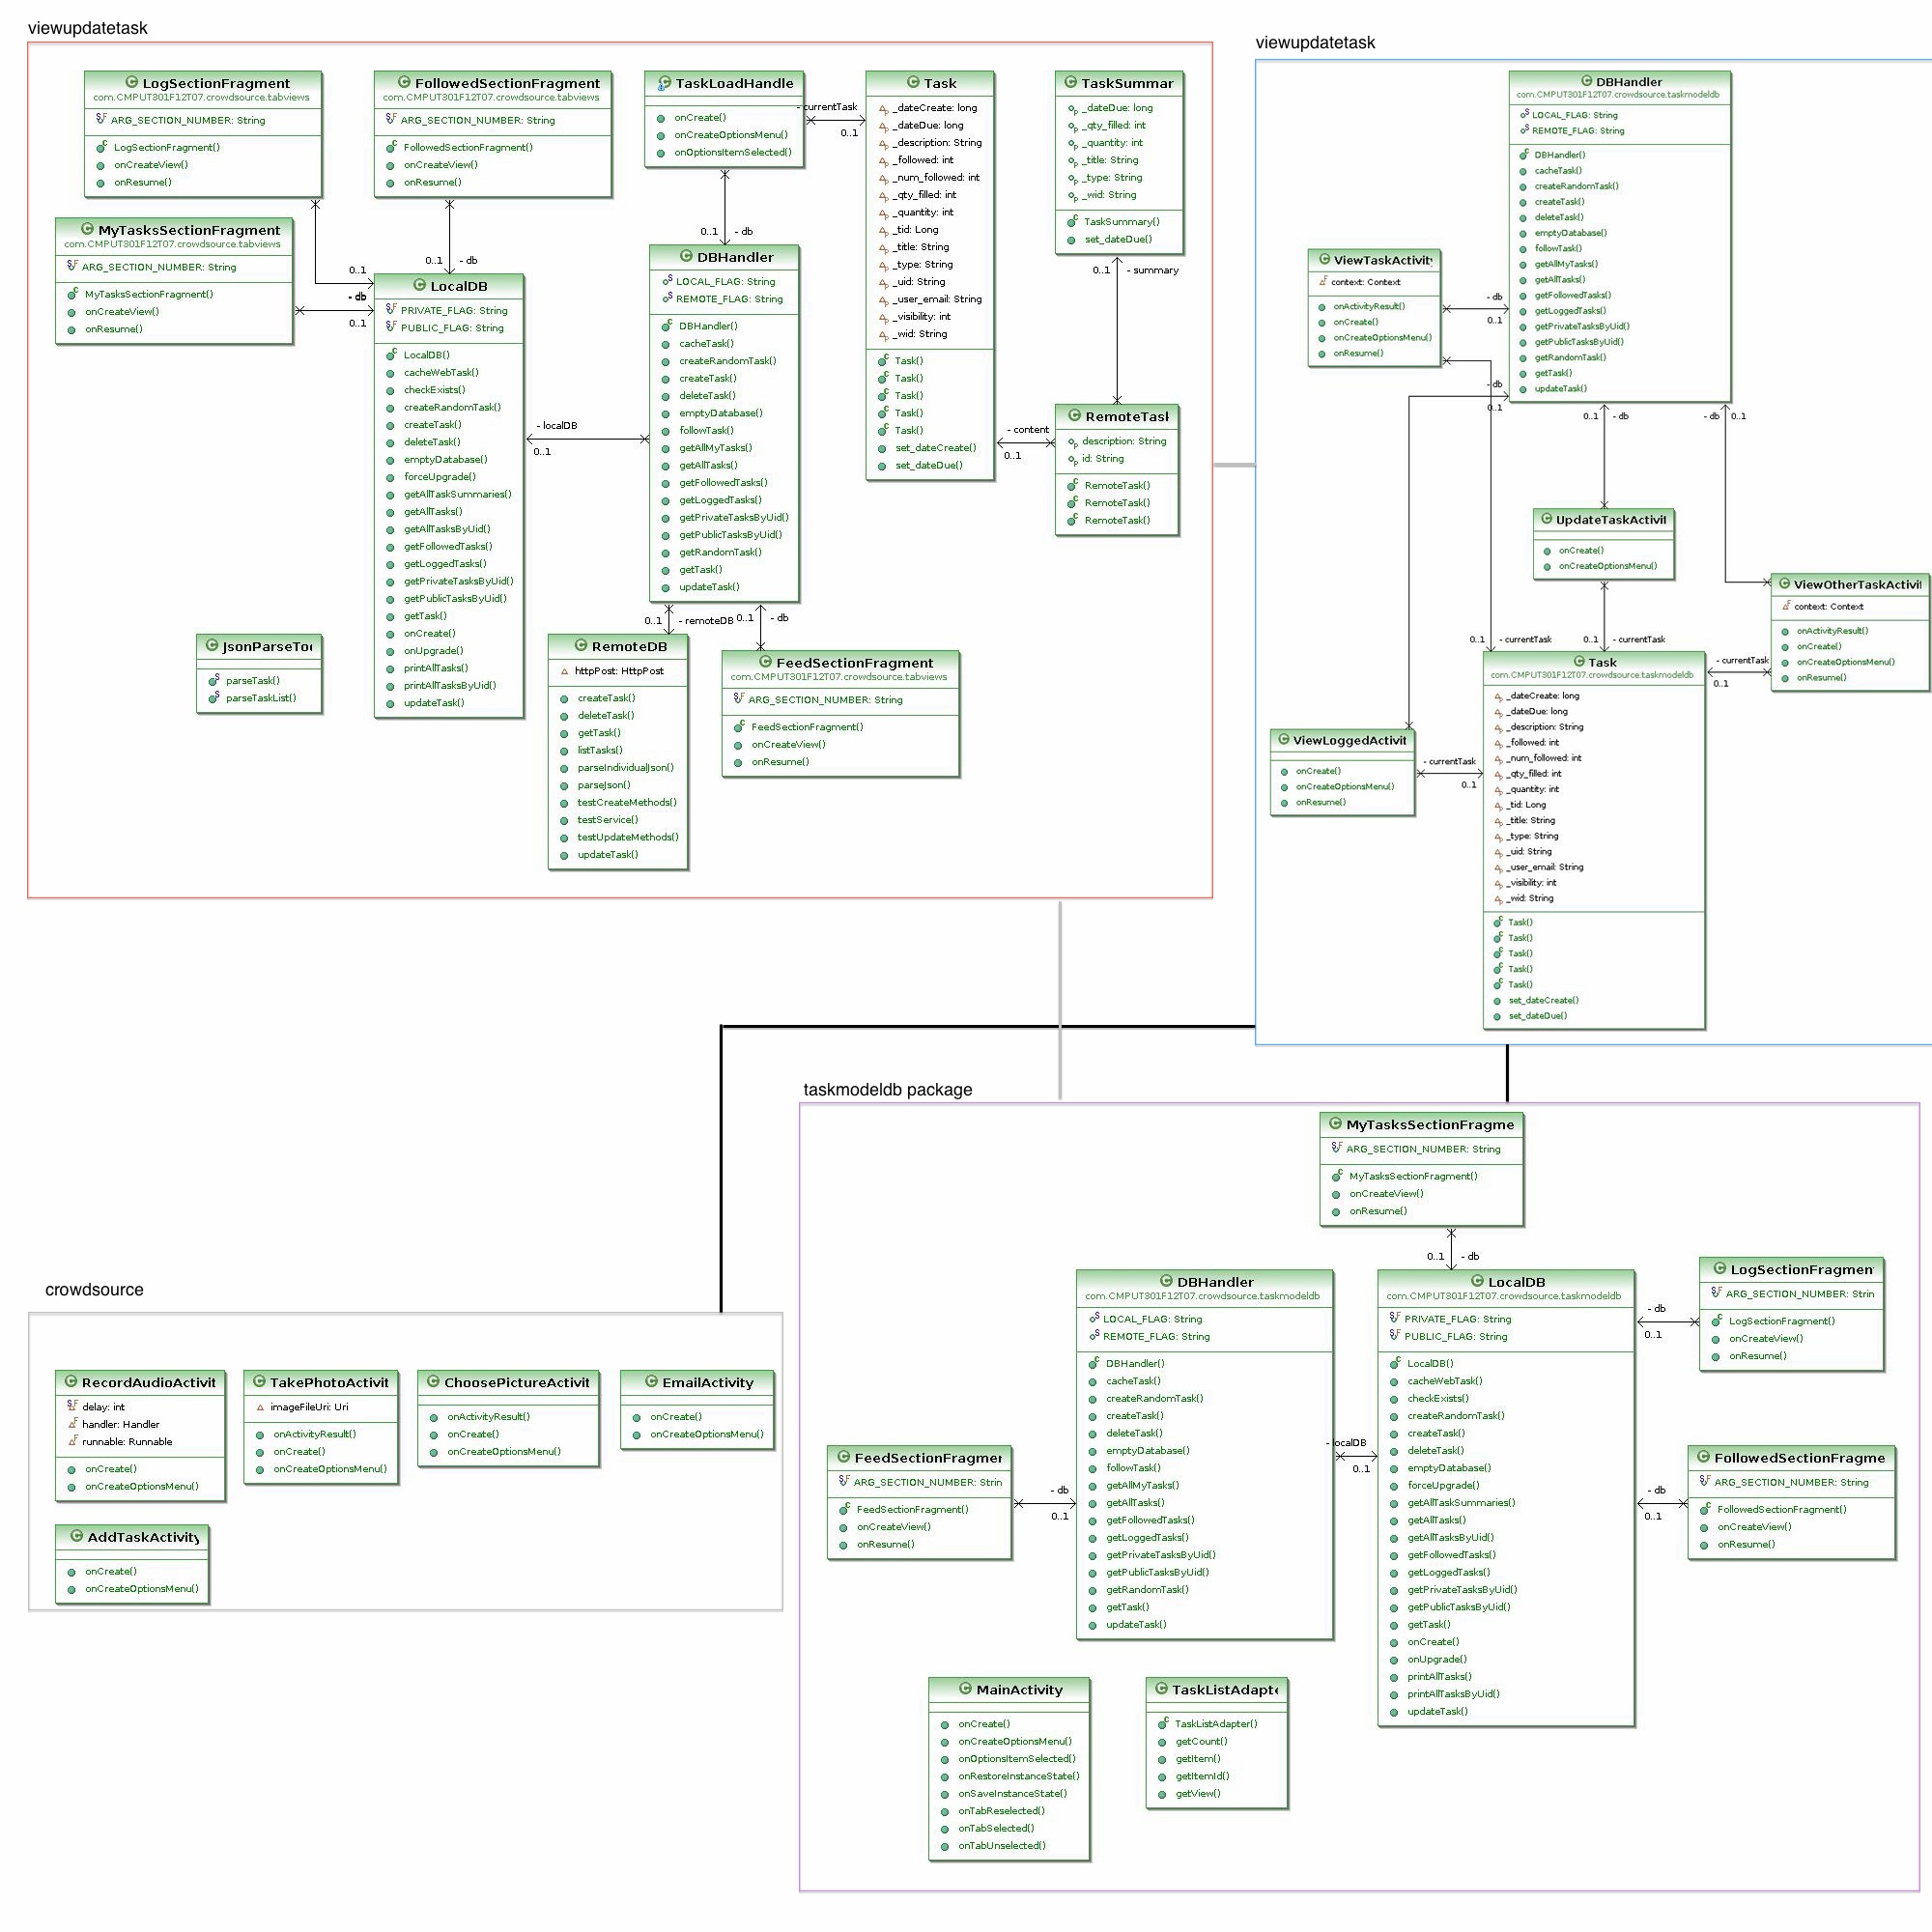 viewupdatetask
LogSectionFragment
com.CMPUT301F12T07.crowdsource.tabviews
ARG_SECTION_NUMBER: String
LogSectionFragment()
onCreateView()
onResume()
FollowedSectionFragment
com.CMPUT301F12T07.crowdsource.tabviews
ARG_SECTION_NUMBER: String
FollowedSectionFragment()
onCreateView()
onResume()
TaskLoadHandle
onCreate()
onCreateOptionsMenu()
onOptionsItemSelected()
- currentTask
0..1
Task
_dateCreate: long
_dateDue: long
_description: String
_followed: int
_num_followed: int
_qty_filled: int
_quantity: int
_tid: Long
_title: String
_type: String
_uid: String
_user_email: String
_visibility: int
_wid: String
Task()
Task()
Task()
Task()
Task()
set_dateCreate()
set_dateDue()
TaskSummar
_dateDue: long
_qty_filled: int
_quantity: int
_title: String
_type: String
_wid: String
TaskSummary()
set_dateDue()
0..1 - summary
RemoteTasl
description: String
id: String
RemoteTask()
RemoteTask()
RemoteTask()
- content
0..1
MyTasksSectionFragment
com.CMPUT301F12T07.crowdsource.tabviews
ARG_SECTION_NUMBER: String
MyTasksSectionFragment()
onCreateView()
onResume()
0..1
- db
0..1
0..1 - db
LocalDB
PRIVATE_FLAG: String
PUBLIC_FLAG: String
LocalDB()
cacheWebTask()
checkExists()
createRandomTask()
createTask()
deleteTask()
emptyDatabase()
forceUpgrade()
getAllTaskSummaries()
getAllTasks()
getAllTasksByUid()
getFollowedTasks()
getLoggedTasks()
getPrivateTasksByUid()
getPublicTasksByUid()
getTask()
onCreate()
onUpgrade()
printAllTasks()
printAllTasksByUid()
updateTask()
- localDB
0..1
0..1 - db
DBHandler
LOCAL_FLAG: String
REMOTE_FLAG: String
DBHandler()
cacheTask()
createRandomTask()
createTask()
deleteTask()
emptyDatabase()
followTask()
getAllMyTasks()
getAllTasks()
getFollowedTasks()
getLoggedTasks()
getPrivateTasksByUid()
getPublicTasksByUid()
getRandomTask()
getTask()
updateTask()
0..1 - remoteDB
0..1 - db
JsonParseToo
parseTask()
parseTaskList()
RemoteDB
httpPost: HttpPost
createTask()
deleteTask()
getTask()
listTasks()
parseIndividualJson()
parseJson()
testCreateMethods()
testService()
testUpdateMethods()
updateTask()
FeedSectionFragment
com.CMPUT301F12T07.crowdsource.tabviews
ARG_SECTION_NUMBER: String
FeedSectionFragment()
onCreateView()
onResume()
viewupdatetask
DBHandler
com.CMPUT301F12T07.crowdsource.taskmodeldb
LOCAL_FLAG: String
REMOTE_FLAG: String
DBHandler()
cacheTask()
createRandomTask()
createTask()
deleteTask()
emptyDatabase()
followTask()
getAllMyTasks()
getAllTasks()
getFollowedTasks()
getLoggedTasks()
getPrivateTasksByUid()
getPublicTasksByUid()
getRandomTask()
getTask()
updateTask()
ViewTaskActivity
context: Context
onActivityResult()
onCreate()
onCreateOptionsMenu()
onResume()
- db
0..1
- db
0..1
0..1 - db
- db 0..1
UpdateTaskActivit
onCreate()
onCreateOptionsMenu()
ViewOtherTaskActivit
context: Context
onActivityResult()
onCreate()
onCreateOptionsMenu()
onResume()
0..1 - currentTask
0..1 - currentTask
- currentTask
0..1
Task
com.CMPUT301F12T07.crowdsource.taskmodeldb
_dateCreate: long
_dateDue: long
_description: String
_followed: int
_num_followed: int
_qty_filled: int
_quantity: int
_tid: Long
_title: String
_type: String
_uid: String
_user_email: String
_visibility: int
_wid: String
Task()
Task()
Task()
Task()
Task()
set_dateCreate()
set_dateDue()
ViewLoggedActivit
onCreate()
onCreateOptionsMenu()
onResume()
- currentTask
0..1
taskmodeldb package
MyTasksSectionFragme
ARG_SECTION_NUMBER: String
MyTasksSectionFragment()
onCreateView()
onResume()
0..1 - db
DBHandler
com.CMPUT301F12T07.crowdsource.taskmodeldb
LOCAL_FLAG: String
REMOTE_FLAG: String
DBHandler()
cacheTask()
createRandomTask()
createTask()
deleteTask()
emptyDatabase()
followTask()
getAllMyTasks()
getAllTasks()
getFollowedTasks()
getLoggedTasks()
getPrivateTasksByUid()
getPublicTasksByUid()
getRandomTask()
getTask()
updateTask()
- localDB
0..1
LocalDB
com.CMPUT301F12T07.crowdsource.taskmodeldb
PRIVATE_FLAG: String
PUBLIC_FLAG: String
LocalDB()
cacheWebTask()
checkExists()
createRandomTask()
createTask()
deleteTask()
emptyDatabase()
forceUpgrade()
getAllTaskSummaries()
getAllTasks()
getAllTasksByUid()
getFollowedTasks()
getLoggedTasks()
getPrivateTasksByUid()
getPublicTasksByUid()
getTask()
onCreate()
onUpgrade()
printAllTasks()
printAllTasksByUid()
updateTask()
LogSectionFragmen
ARG_SECTION_NUMBER: Strin
LogSectionFragment()
onCreateView()
onResume()
- db
0..1
FollowedSectionFragme
ARG_SECTION_NUMBER: String
FollowedSectionFragment()
onCreateView()
onResume()
- db
0..1
FeedSectionFragmer
ARG_SECTION_NUMBER: Strin
FeedSectionFragment()
onCreateView()
onResume()
- db
0..1
MainActivity
onCreate()
onCreateOptionsMenu()
onOptionsItemSelected()
onRestoreInstanceState()
onSaveInstanceState()
onTabReselected()
onTabSelected()
onTabUnselected()
TaskListAdapte
TaskListAdapter()
getCount()
getItem()
getItemId()
getView()
crowdsource
RecordAudioActivit
delay: int
handler: Handler
runnable: Runnable
onCreate()
onCreateOptionsMenu()
TakePhotoActivit
imageFileUri: Uri
onActivityResult()
onCreate()
onCreateOptionsMenu()
ChoosePictureActivit
onActivityResult()
onCreate()
onCreateOptionsMenu()
EmailActivity
onCreate()
onCreateOptionsMenu()
AddTaskActivity
onCreate()
onCreateOptionsMenu()